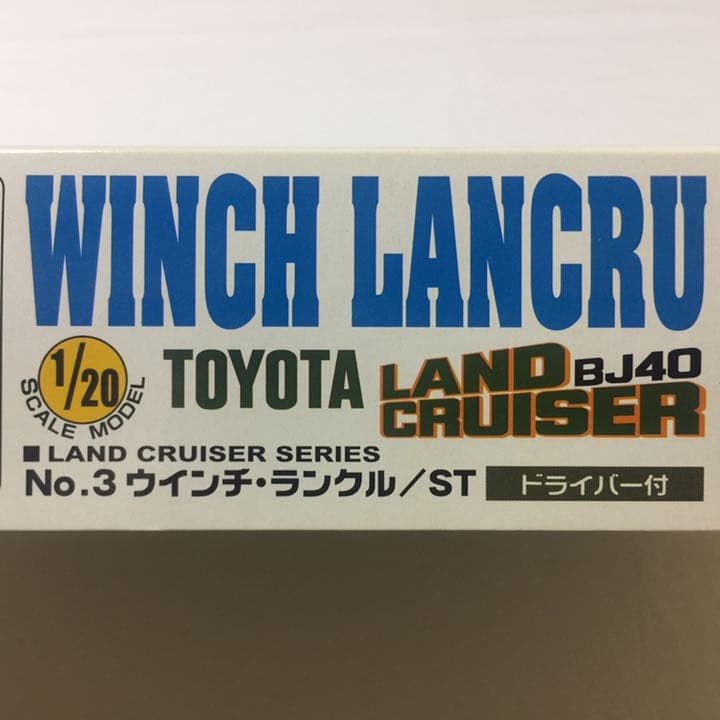 WINCH LANCRU
1/20
SCALE MODEL
TOYOTA LAND CRUISER BJ40
■ LAND CRUISER SERIES
No.3 ウインチ・ランクル/ST ドライバー付